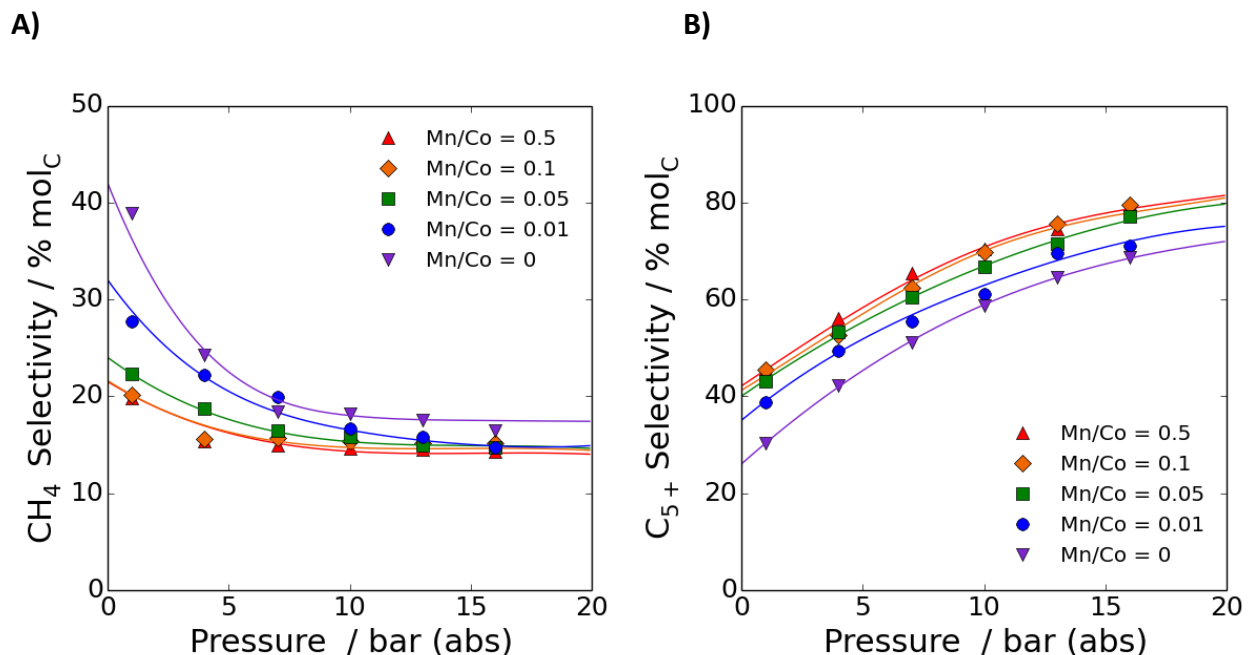 A)
B)
CH4 Selectivity / % molC
50
40
30
20
10
0
Mn/Co = 0.5
Mn/Co = 0.1
Mn/Co = 0.05
Mn/Co = 0.01
Mn/Co = 0
0 5 10 15 20
Pressure / bar (abs)
C5+ Selectivity / % molC
100
80
60
40
20
0
Mn/Co = 0.5
Mn/Co = 0.1
Mn/Co = 0.05
Mn/Co = 0.01
Mn/Co = 0
0 5 10 15 20
Pressure / bar (abs)